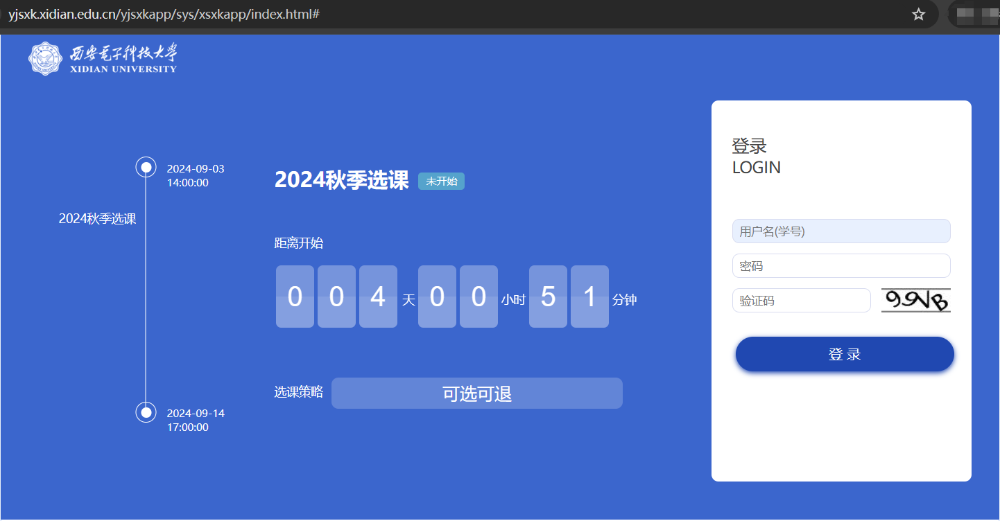 yjsxk.xidian.edu.cn/yjsxkapp/sys/xsxkapp/index.html#
西安电子科技大学
XIDIAN UNIVERSITY
2024-09-03
14:00:00
2024秋季选课
2024-09-14
17:00:00
2024秋季选课 未开始
距离开始
0 0 4 天 0 0 小时 5 1 分钟
选课策略 可选可退
登录
LOGIN
用户名(学号)
密码
验证码 99VB
登 录